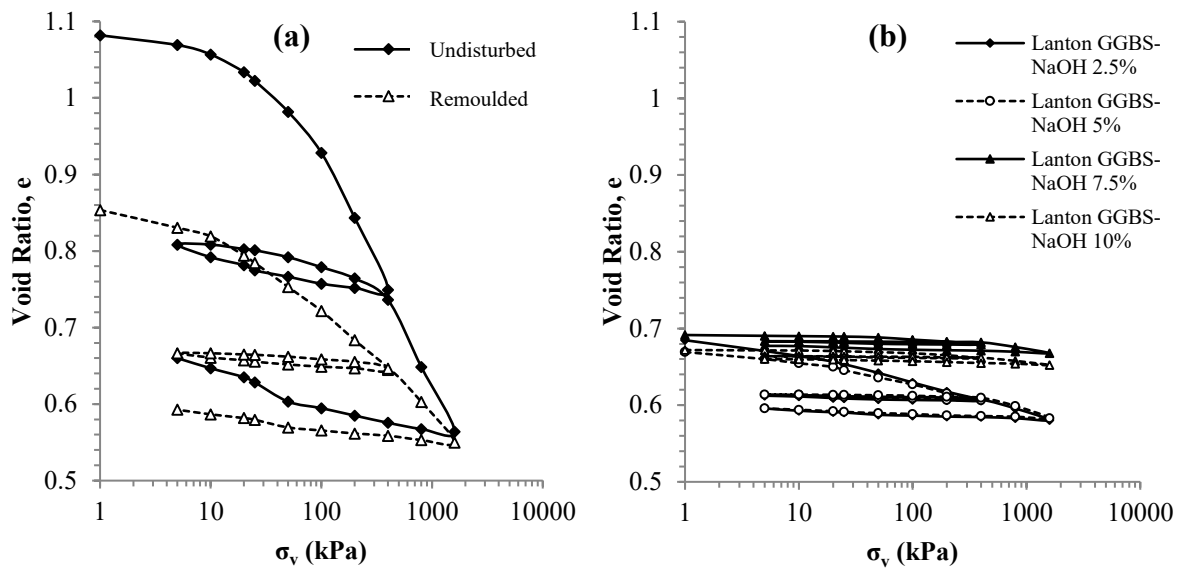 (a)
Undisturbed
Remoulded
Void Ratio, e
1.1
1
0.9
0.8
0.7
0.6
0.5
1 10 100 1000 10000
σv (kPa)
(b)
Lanton GGBS-
NaOH 2.5%
Lanton GGBS-
NaOH 5%
Lanton GGBS-
NaOH 7.5%
Lanton GGBS-
NaOH 10%
Void Ratio, e
1.1
1
0.9
0.8
0.7
0.6
0.5
1 10 100 1000 10000
σv (kPa)